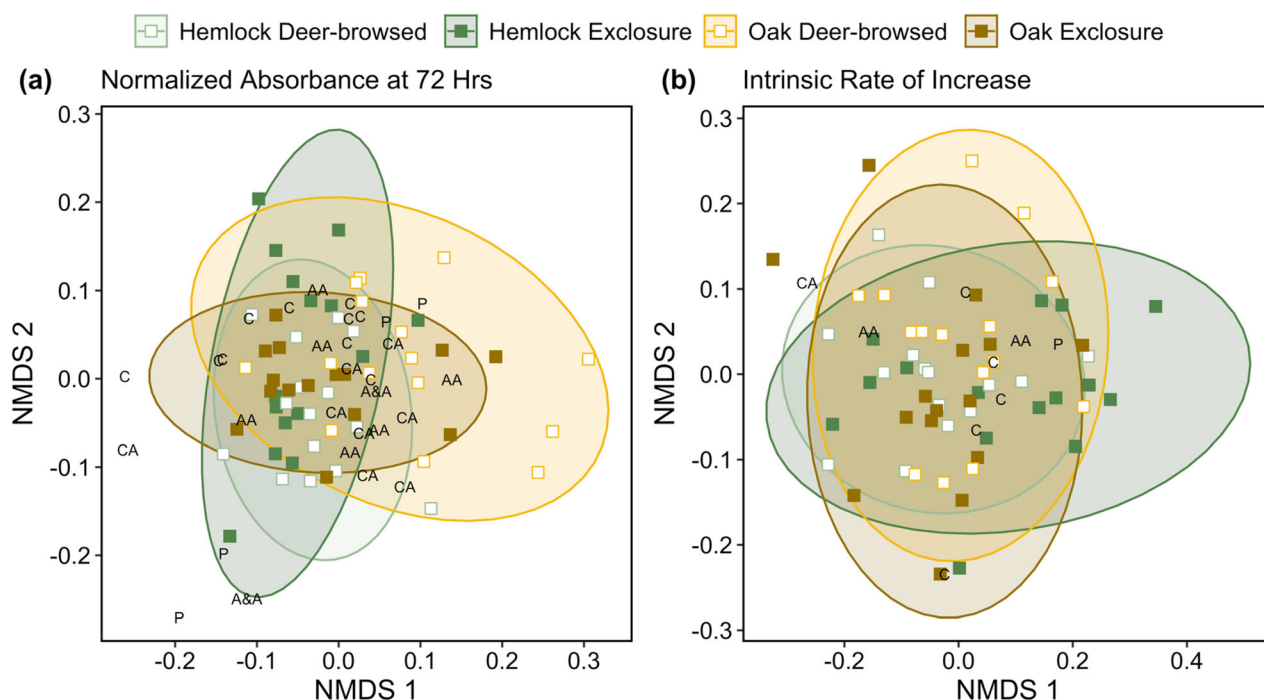 Hemlock Deer-browsed Hemlock Exclosure Oak Deer-browsed Oak Exclosure
(a) Normalized Absorbance at 72 Hrs
0.3
0.2
0.1
0.0
-0.1
-0.2
NMDS 2
AA
C
C
C
C
C
C
P
P
CA
AA
C
C
CA
C
AA
C
A&A
CA
CA
AA
CA
AA
AA
CA
CA
CA
P
A&A
P
-0.2 -0.1 0.0 0.1 0.2 0.3
NMDS 1
(b) Intrinsic Rate of Increase
0.3
0.2
0.1
0.0
-0.1
-0.2
-0.3
NMDS 2
CA
C
AA
AA
P
C
C
C
C
-0.2 0.0 0.2 0.4
NMDS 1